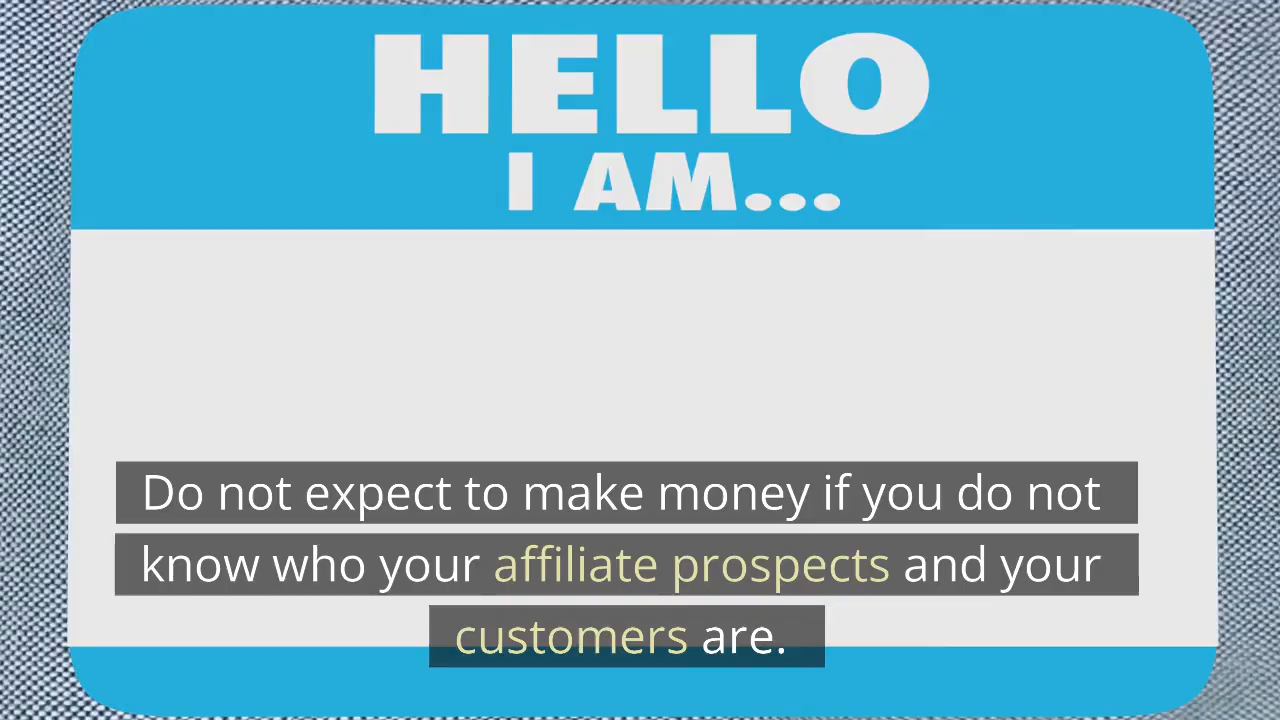 HELLO
I AM...
Do not expect to make money if you do not
know who your affiliate prospects and your
customers are.